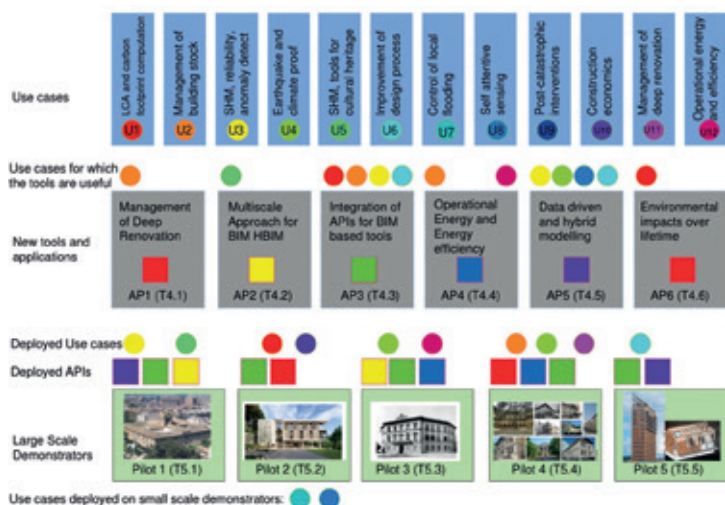 LCA and carbon
footprint computation
Management of
building stock
SHM, reliability,
anomaly detect
Earthquake and
climate proof
SHM, tools for
cultural heritage
Improvement of
design process
Control of local
flooding
Self attentive
sensing
Post-catastrophic
interventions
Construction
economics
Management of
deep renovation
Operational energy
and efficiency
Use cases
U1
U2
U3
U4
U5
U6
U7
U8
U9
U10
U11
U12
Use cases for which
the tools are useful
Management of
Deep
Renovation
Multiscale
Approach for
BIM HBIM
Integration of
APIs for BIM
based tools
Operational
Energy and
Energy
efficiency
Data driven
and hybrid
modelling
Environmental
impacts over
lifetime
New tools and
applications
AP1 (T4.1)
AP2 (T4.2)
AP3 (T4.3)
AP4 (T4.4)
AP5 (T4.5)
AP6 (T4.6)
Deployed Use cases
Deployed APIs
Large Scale
Demonstrators
Pilot 1 (T5.1)
Pilot 2 (T5.2)
Pilot 3 (T5.3)
Pilot 4 (T5.4)
Pilot 5 (T5.5)
Use cases deployed on small scale demonstrators: